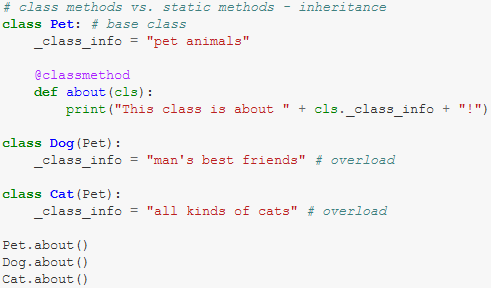 # class methods vs. static methods - inheritance
class Pet: # base class
    _class_info = "pet animals"

    @classmethod
    def about(cls):
        print("This class is about " + cls._class_info + "!")

class Dog(Pet):
    _class_info = "man's best friends" # overload

class Cat(Pet):
    _class_info = "all kinds of cats" # overload

Pet.about()
Dog.about()
Cat.about()